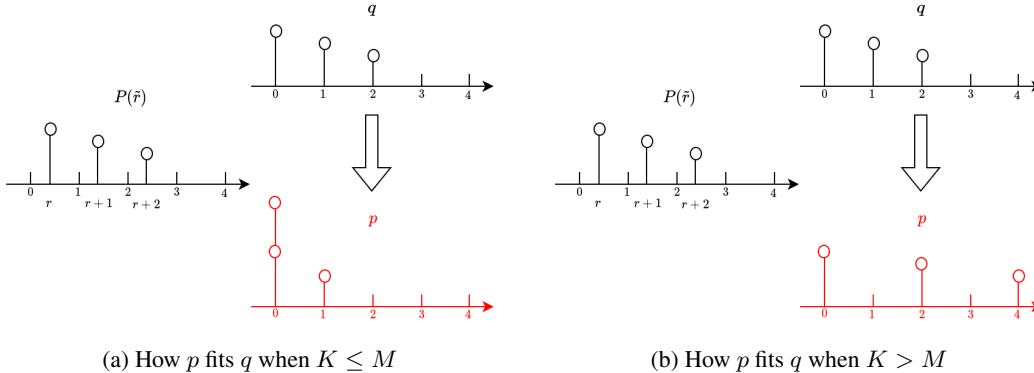 q
0 1 2 3 4
P(r̃)
0 1 2 3 4
r r + 1 r + 2
p
0 1 2 3 4
(a) How p fits q when K ≤ M
q
0 1 2 3 4
P(r̃)
0 1 2 3 4
r r + 1 r + 2
p
0 1 2 3 4
(b) How p fits q when K > M